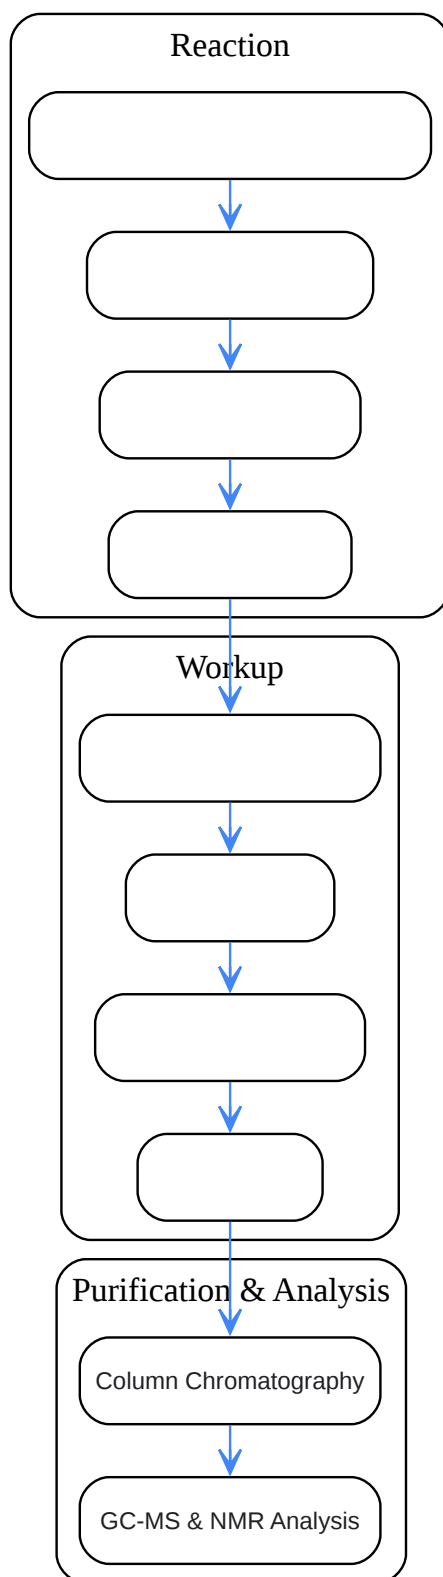 Reaction
Workup
Purification & Analysis
Column Chromatography
GC-MS & NMR Analysis